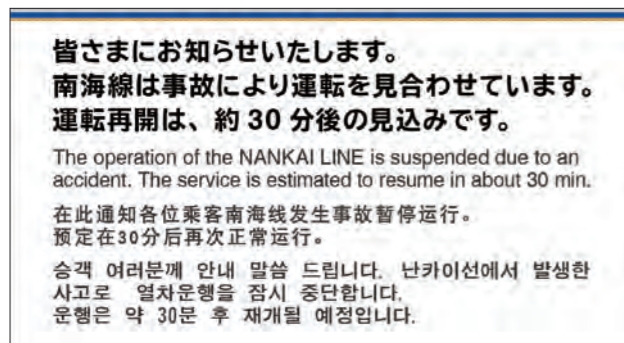 皆さまにお知らせいたします。
南海線は事故により運転を見合わせています。
運転再開は、約 30 分後の見込みです。
The operation of the NANKAI LINE is suspended due to an
accident. The service is estimated to resume in about 30 min.
在此通知各位乘客南海线发生事故暂停运行。
预定在30分后再次正常运行。
승객 여러분께 안내 말씀 드립니다. 난카이선에서 발생한
사고로 열차운행을 잠시 중단합니다.
운행은 약 30분 후 재개될 예정입니다.